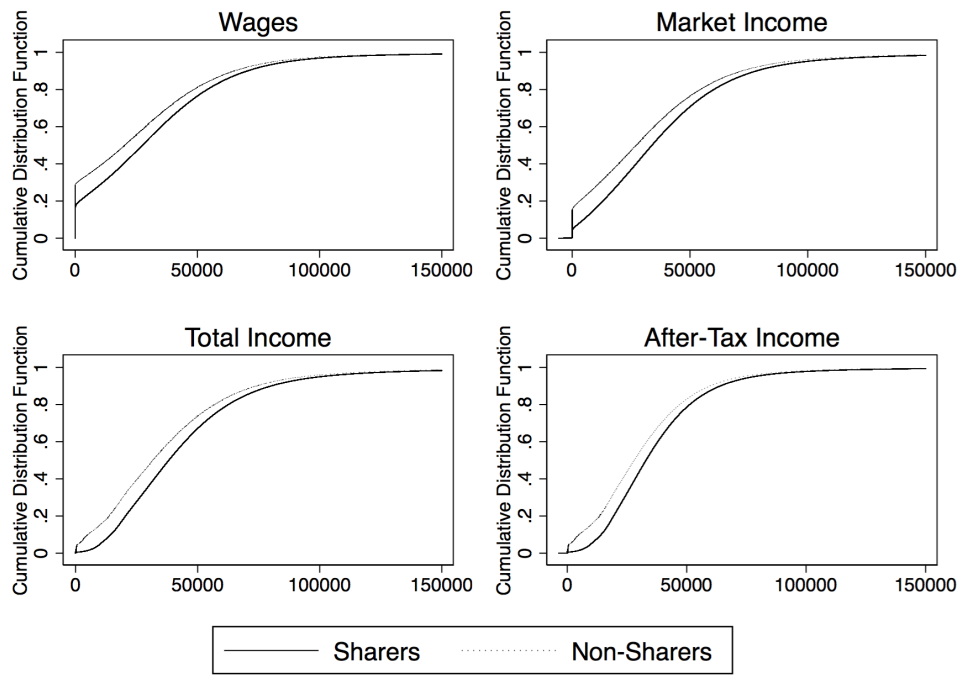 Wages
Cumulative Distribution Function
0 .2 .4 .6 .8 1
0 50000 100000 150000
Market Income
Cumulative Distribution Function
0 .2 .4 .6 .8 1
0 50000 100000 150000
Total Income
Cumulative Distribution Function
0 .2 .4 .6 .8 1
0 50000 100000 150000
After-Tax Income
Cumulative Distribution Function
0 .2 .4 .6 .8 1
0 50000 100000 150000
Sharers Non-Sharers